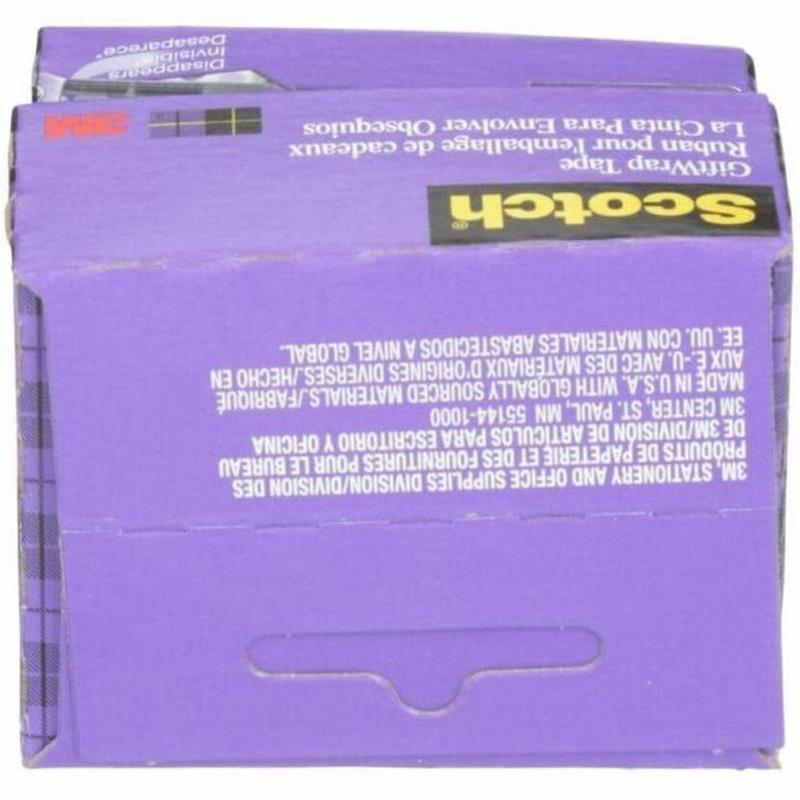 3M, STATIONERY AND OFFICE SUPPLIES DIVISION/DIVISION DES
PRODUITS DE PAPETERIE ET DES FOURNITURES POUR LE BUREAU
DE 3M/DIVISIÓN DE ARTÍCULOS PARA ESCRITORIO Y OFICINA
3M CENTER, ST. PAUL, MN 55144-1000
MADE IN U.S.A. WITH GLOBALLY SOURCED MATERIALS./FABRIQUÉ
AUX É.-U. AVEC DES MATÉRIAUX D'ORIGINES DIVERSES./HECHO EN
EE. UU. CON MATERIALES ABASTECIDOS A NIVEL GLOBAL.
Scotch®
GiftWrap Tape
Ruban pour l'emballage de cadeaux
La Cinta Para Envolver Obsequios
3M
Disappears
Invisible*
Desaparece*